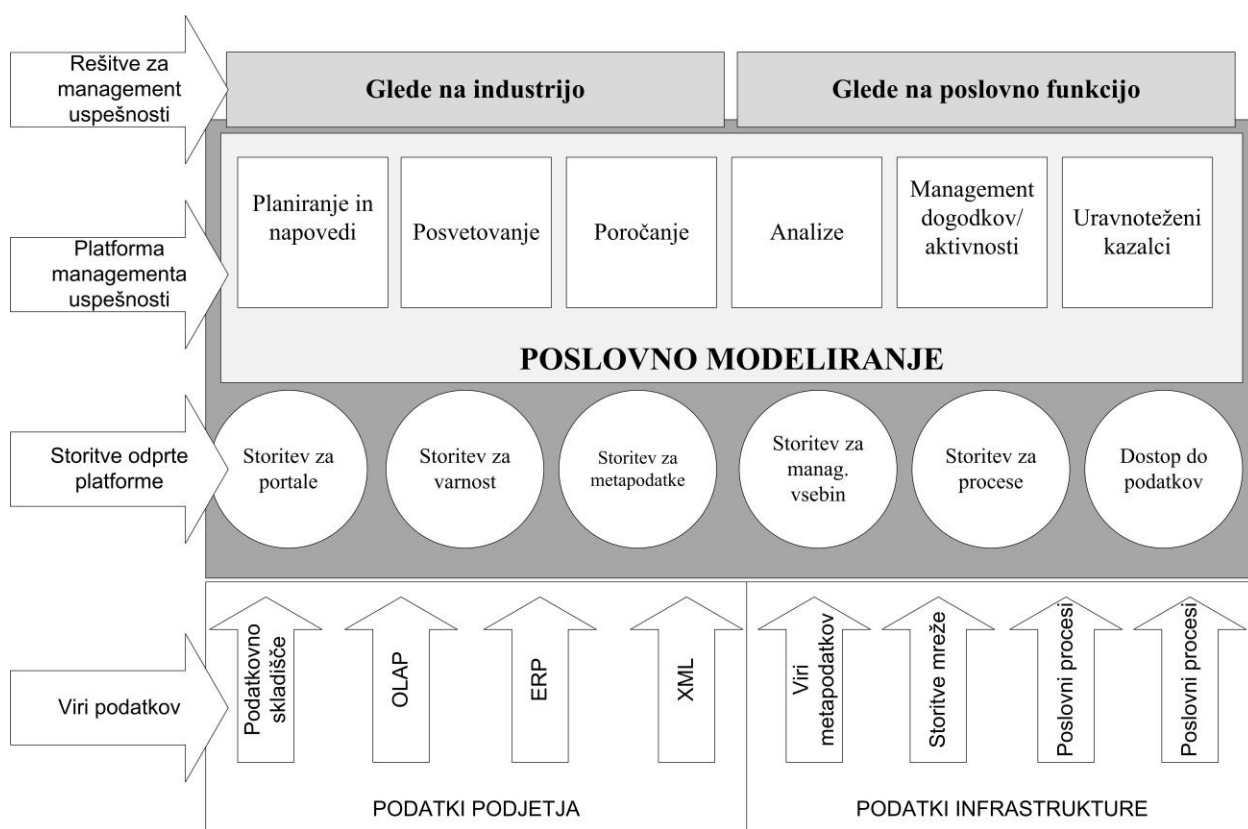 Rešitve za
management
uspešnosti
Glede na industrijo
Glede na poslovno funkcijo
Platforma
managementa
uspešnosti
Planiranje in
napovedi
Posvetovanje
Poročanje
Analize
Management
dogodkov/
aktivnosti
Uravnoteženi
kazalci
POSLOVNO MODELIRANJE
Storitve odprte
platforme
Storitev za
portale
Storitev za
varnost
Storitev za
metapodatke
Storitev za
manag.
vsebin
Storitev za
procese
Dostop do
podatkov
Viri podatkov
Podatkovno
skladišče
OLAP
ERP
XML
Viri
metapodatkov
Storitve mreže
Poslovni procesi
Poslovni procesi
PODATKI PODJETJA
PODATKI INFRASTRUKTURE